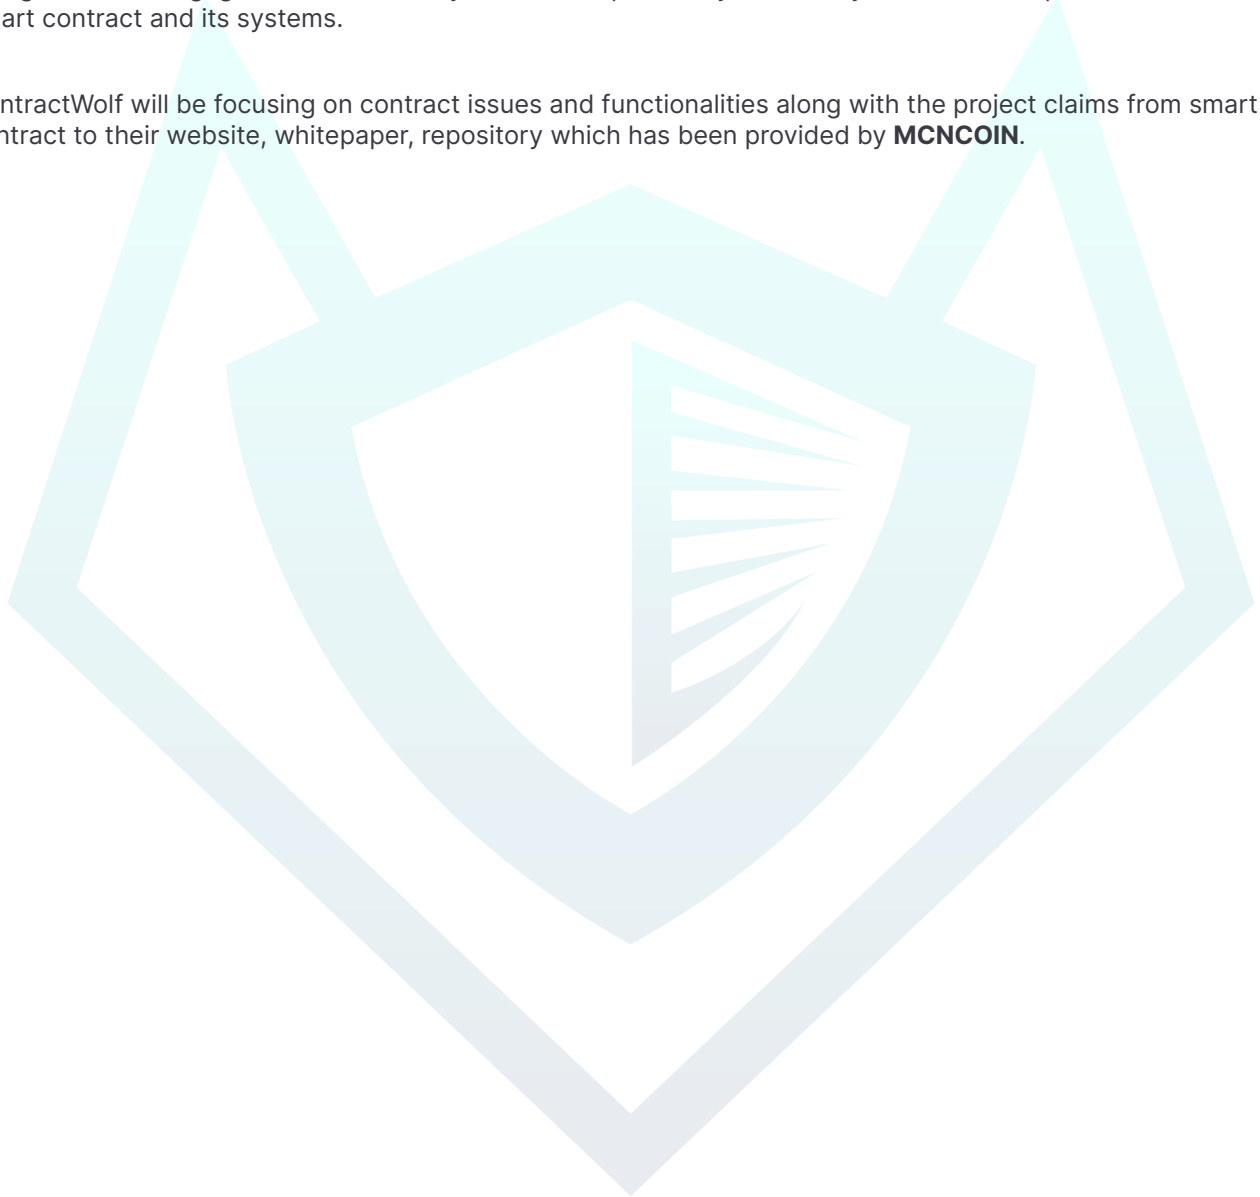 art contract and its systems.
ntractWolf will be focusing on contract issues and functionalities along with the project claims from smart
ntract to their website, whitepaper, repository which has been provided by MCNCOIN.